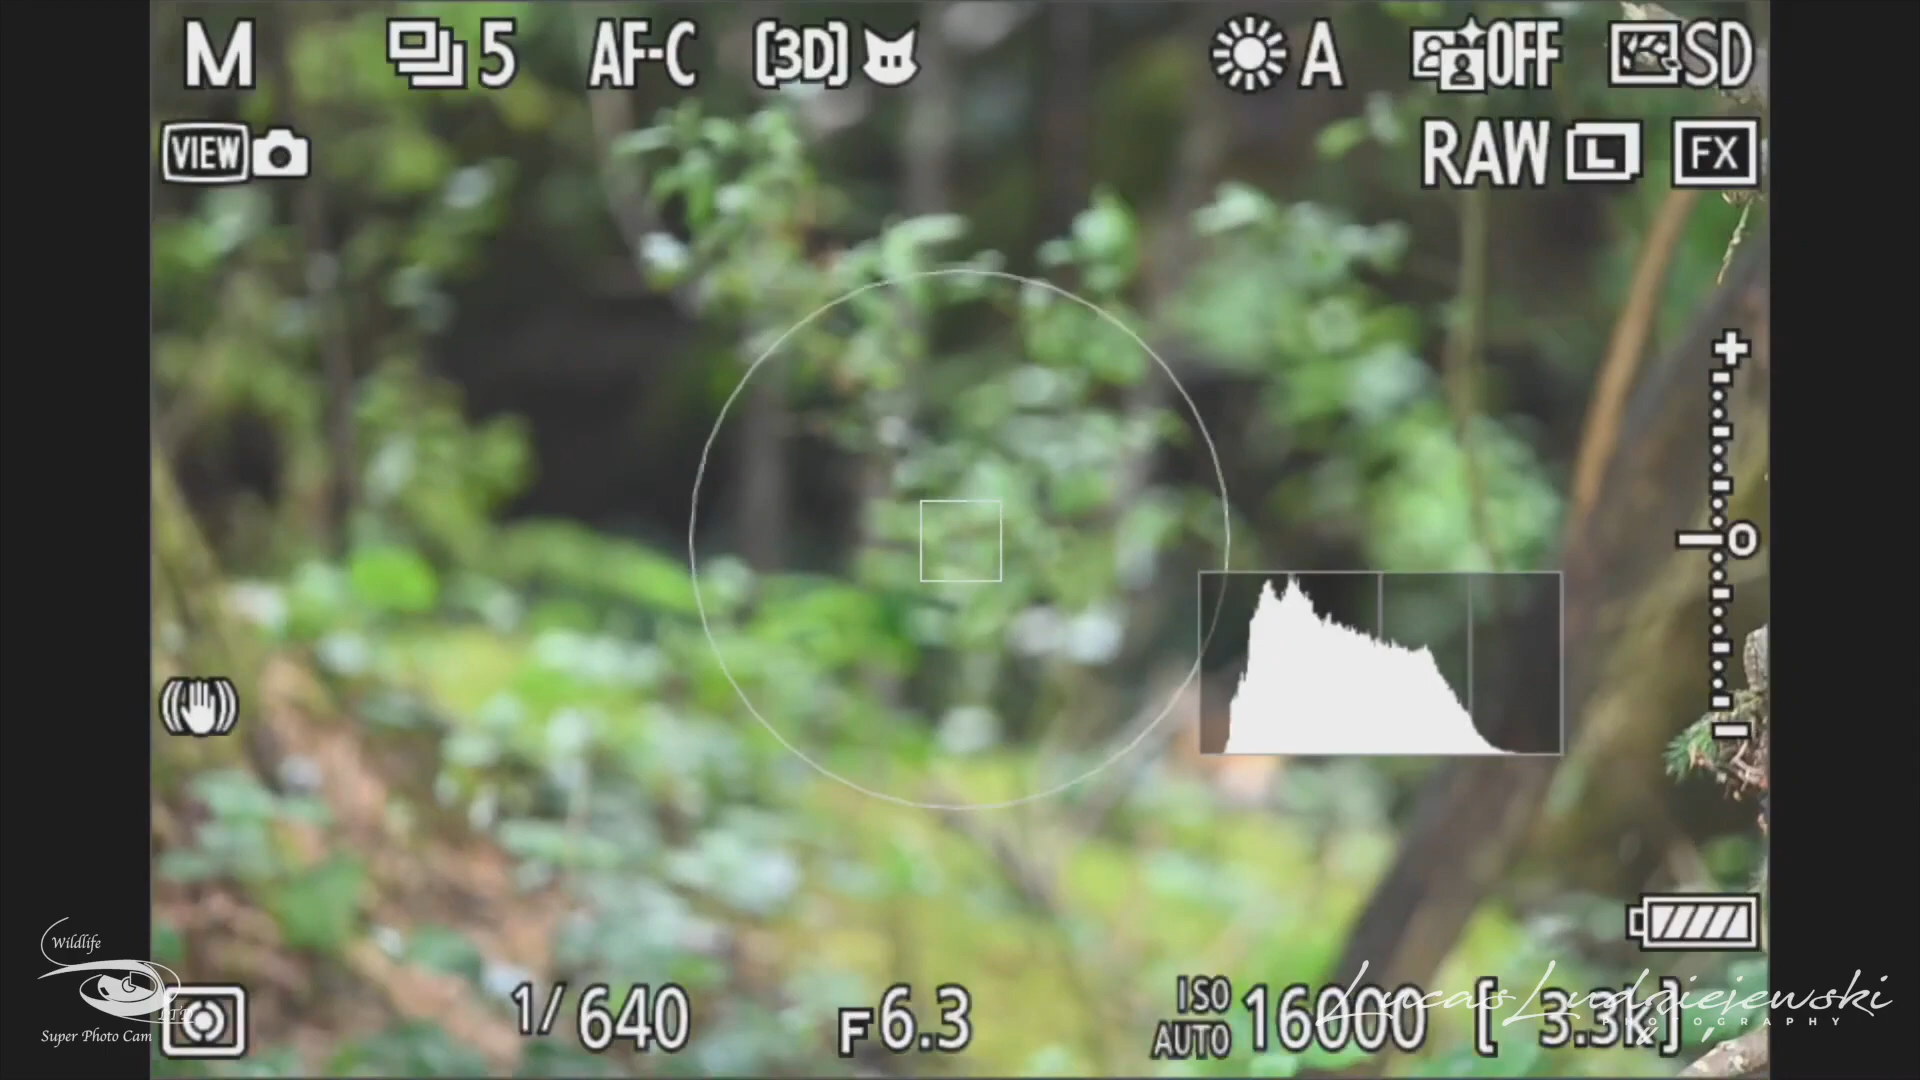 M 5 AF-C [3D] A OFF SD
VIEW RAW L FX
+
0
Wildlife
LTD
Super Photo Cam
1/640 F6.3 ISO AUTO 16000 [3.3k]
Lucas Ludziejewski
PHOTOGRAPHY